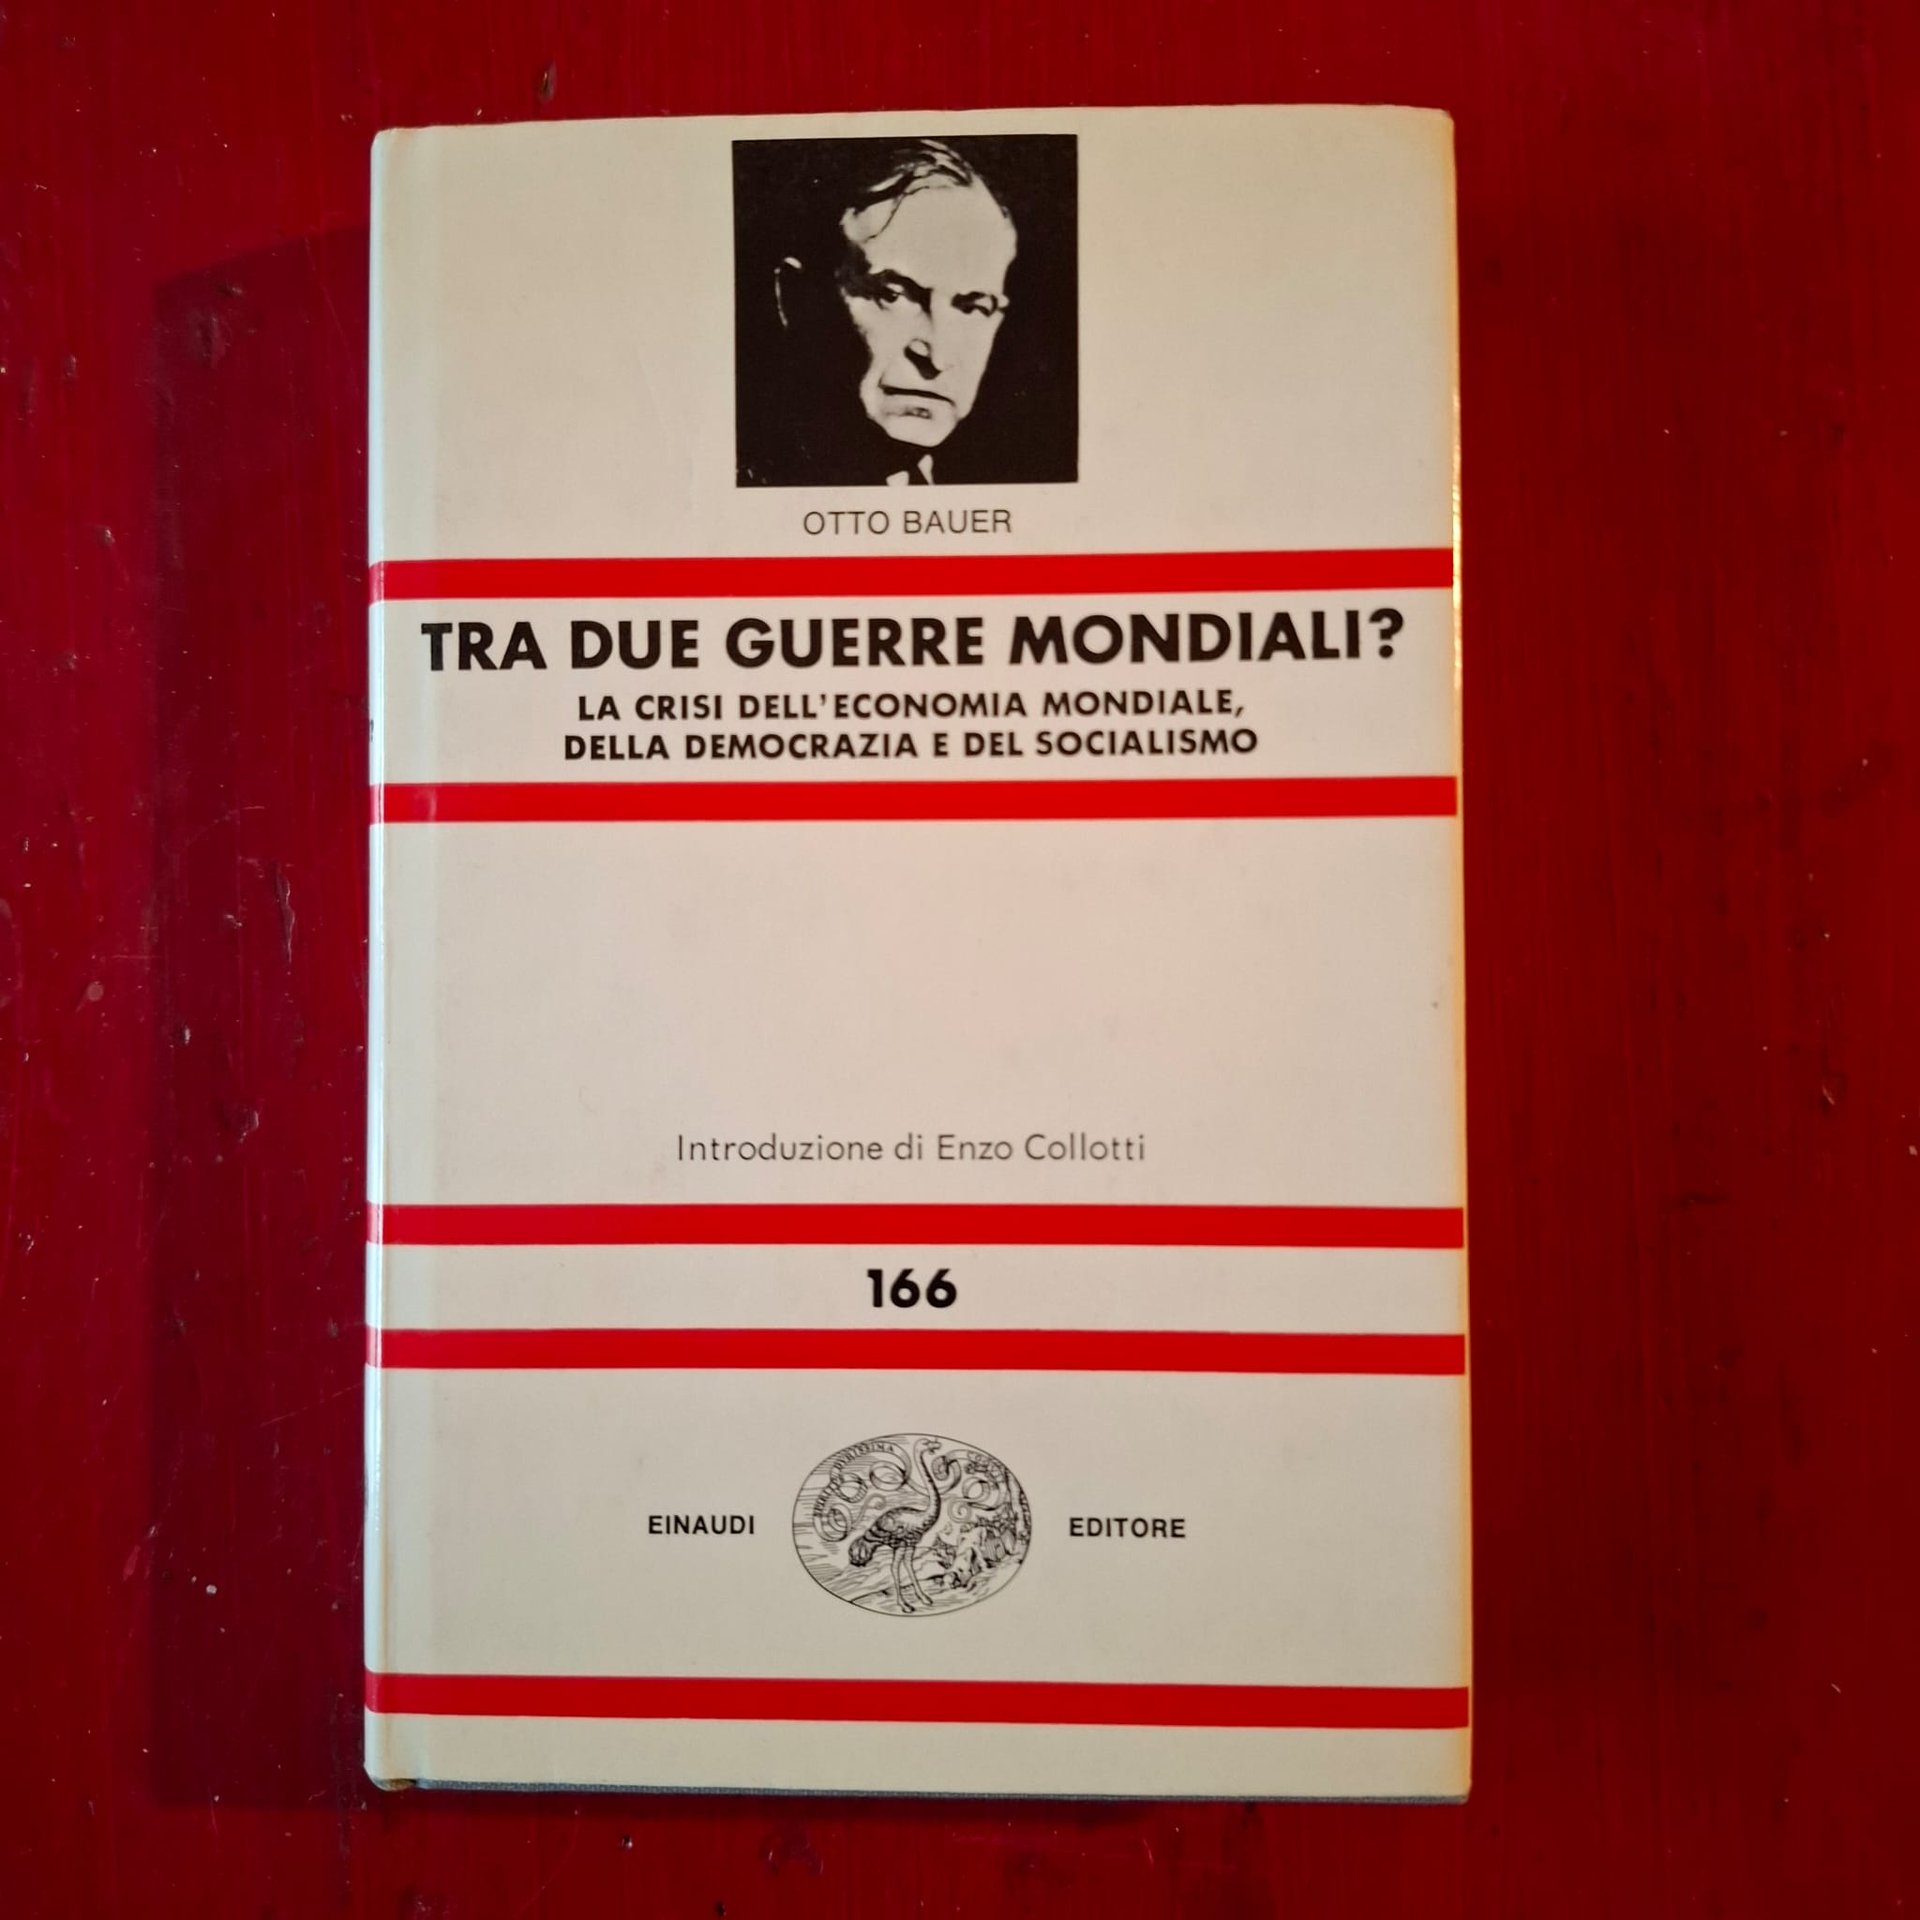 OTTO BAUER
TRA DUE GUERRE MONDIALI?
LA CRISI DELL'ECONOMIA MONDIALE,
DELLA DEMOCRAZIA E DEL SOCIALISMO
Introduzione di Enzo Collotti
166
EINAUDI EDITORE